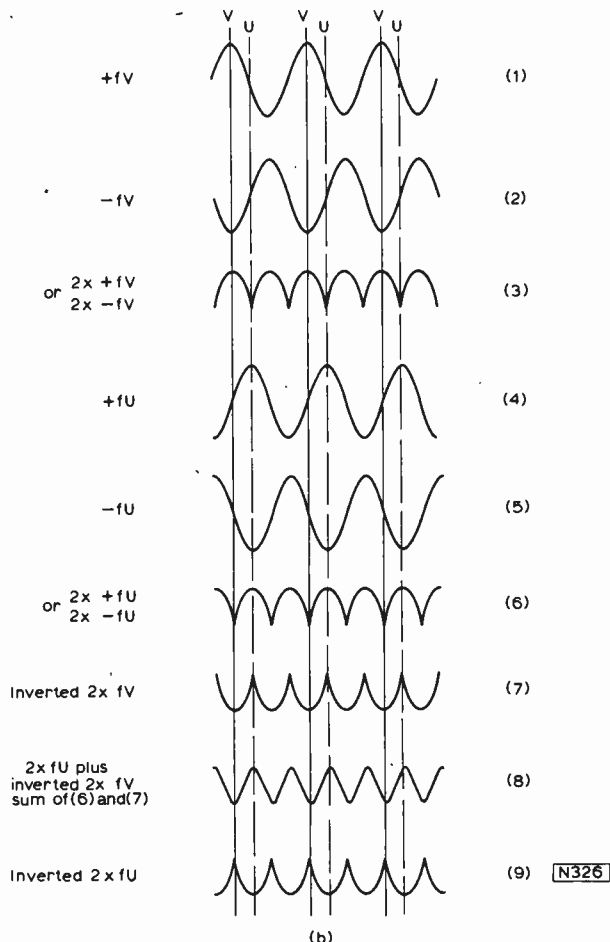 V U V U V U
+fV (1)
−fV (2)
or 2x +fV
2x −fV (3)
+fU (4)
−fU (5)
or 2x +fU
2x −fU (6)
Inverted 2x fV (7)
2x fU plus
inverted 2x fV (8)
sum of(6)and(7)
Inverted 2xfU (9) N326
(b)